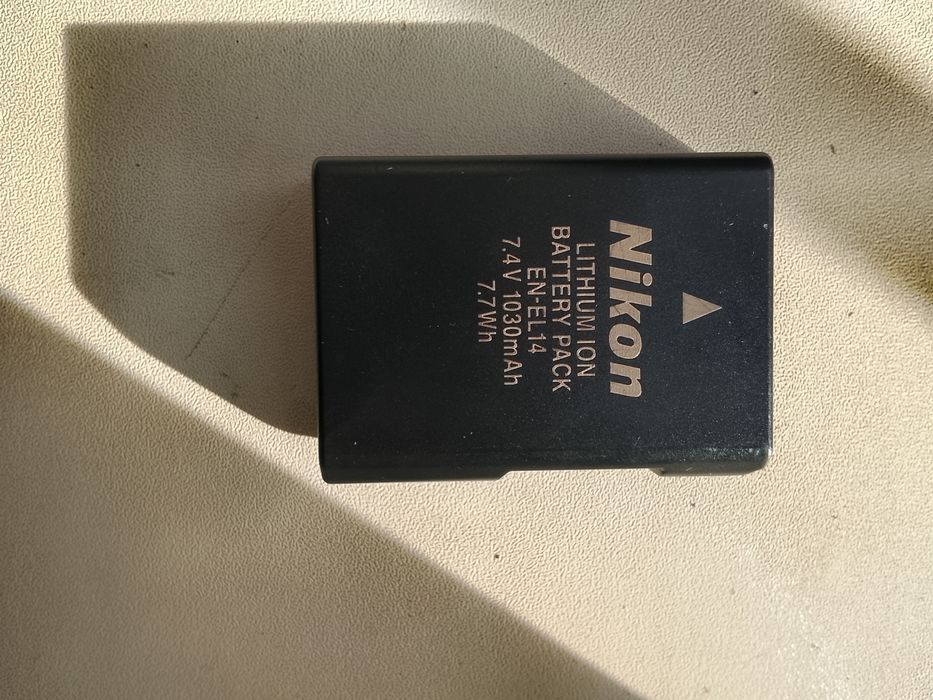 Nikon
LITHIUM ION
BATTERY PACK
EN-EL14
7.4V 1030mAh
7.7Wh